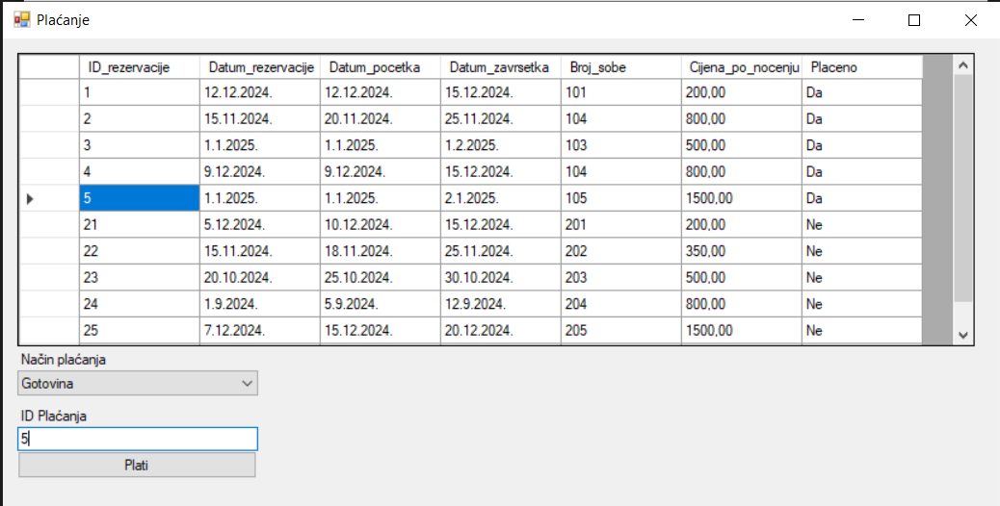 Plaćanje
ID_rezervacije Datum_rezervacije Datum_pocetka Datum_zavrsetka Broj_sobe Cijena_po_nocenju Placeno
1 12.12.2024. 12.12.2024. 15.12.2024. 101 200,00 Da
2 15.11.2024. 20.11.2024. 25.11.2024. 104 800,00 Da
3 1.1.2025. 1.1.2025. 1.2.2025. 103 500,00 Da
4 9.12.2024. 9.12.2024. 15.12.2024. 104 800,00 Da
5 1.1.2025. 1.1.2025. 2.1.2025. 105 1500,00 Da
21 5.12.2024. 10.12.2024. 15.12.2024. 201 200,00 Ne
22 15.11.2024. 18.11.2024. 25.11.2024. 202 350,00 Ne
23 20.10.2024. 25.10.2024. 30.10.2024. 203 500,00 Ne
24 1.9.2024. 5.9.2024. 12.9.2024. 204 800,00 Ne
25 7.12.2024. 15.12.2024. 20.12.2024. 205 1500,00 Ne
Način plaćanja
Gotovina
ID Plaćanja
5
Plati